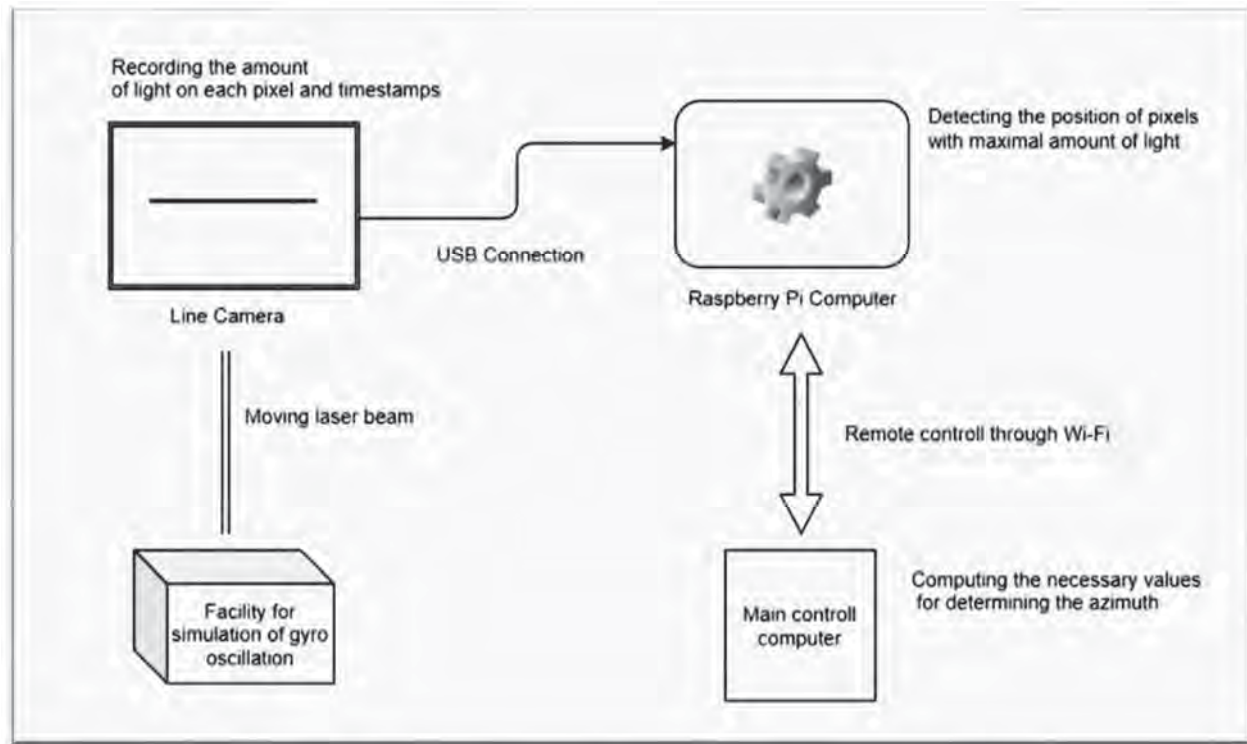 Recording the amount
of light on each pixel and timestamps
Detecting the position of pixels
with maximal amount of light
USB Connection
Line Camera
Raspberry Pi Computer
Moving laser beam
Remote controll through Wi-Fi
Facility for
simulation of gyro
oscillation
Main controll
computer
Computing the necessary values
for determining the azimuth